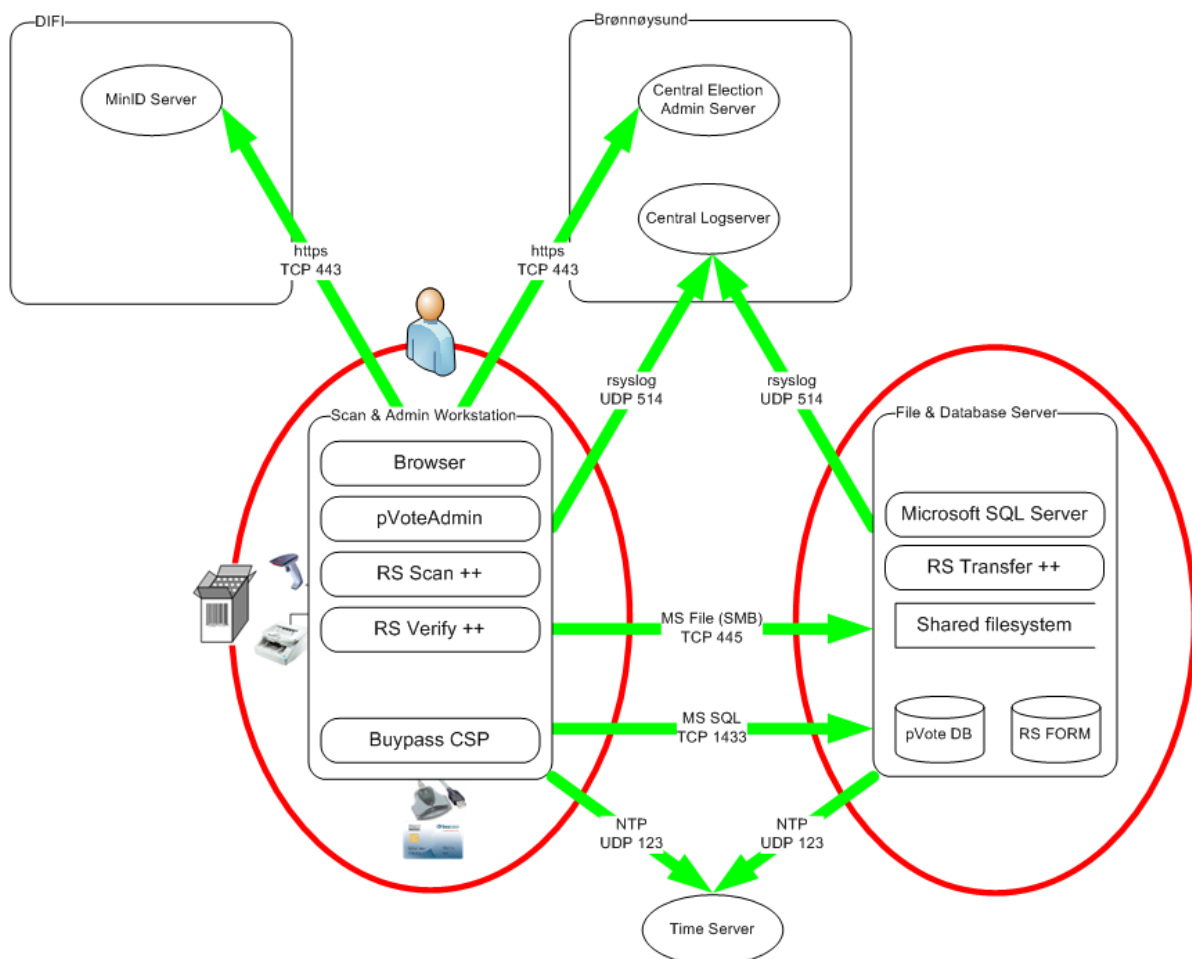 DIFI
Brønnøysund
MinID Server
Central Election
Admin Server
Central Logserver
https
TCP 443
https
TCP 443
rsyslog
UDP 514
rsyslog
UDP 514
Scan & Admin Workstation
File & Database Server
Browser
pVoteAdmin
Microsoft SQL Server
RS Scan ++
RS Transfer ++
RS Verify ++
MS File (SMB)
TCP 445
Shared filesystem
Buypass CSP
MS SQL
TCP 1433
pVote DB
RS FORM
NTP
UDP 123
NTP
UDP 123
Time Server